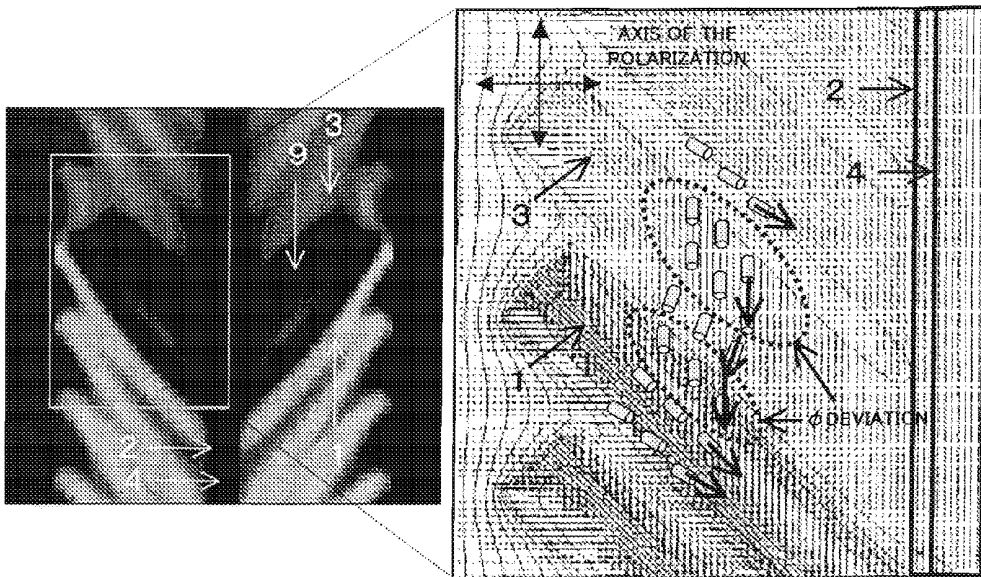 3
9
2
4
AXIS OF THE
POLARIZATION
2
4
3
1
ϕ DEVIATION